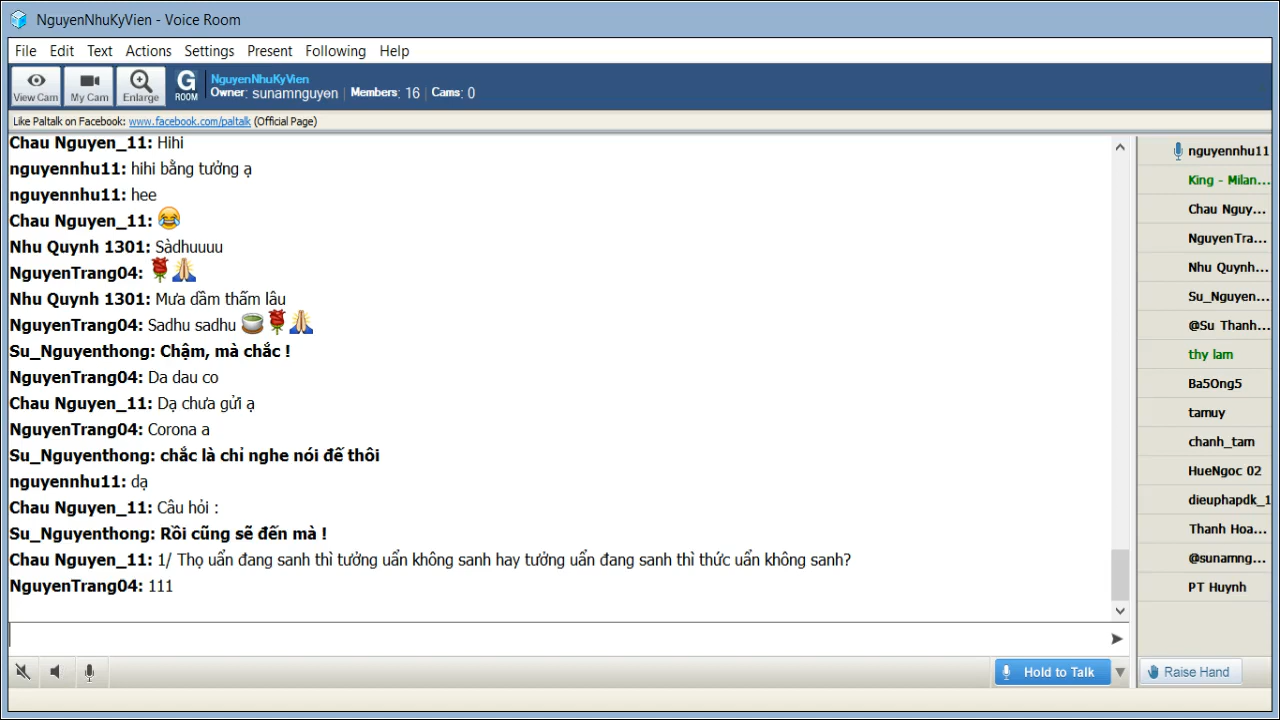 NguyenNhuKyVien - Voice Room
File Edit Text Actions Settings Present Following Help
View Cam My Cam Enlarge G ROOM
NguyenNhuKyVien
Owner: sunamnguyen Members: 16 Cams: 0
Like Paltalk on Facebook: www.facebook.com/paltalk (Official Page)
Chau Nguyen_11: Hihi
nguyennhu11: hihi bằng tưởng ạ
nguyennhu11: hee
Chau Nguyen_11: 😂
Nhu Quynh 1301: Sàdhuuuu
NguyenTrang04: 🌹🙏
Nhu Quynh 1301: Mưa dầm thấm lâu
NguyenTrang04: Sadhu sadhu 🍵🌹🙏
Su_Nguyenthong: Chậm, mà chắc !
NguyenTrang04: Da dau co
Chau Nguyen_11: Dạ chưa gửi ạ
NguyenTrang04: Corona a
Su_Nguyenthong: chắc là chỉ nghe nói đế thôi
nguyennhu11: dạ
Chau Nguyen_11: Câu hỏi :
Su_Nguyenthong: Rồi cũng sẽ đến mà !
Chau Nguyen_11: 1/ Thọ uẩn đang sanh thì tưởng uẩn không sanh hay tưởng uẩn đang sanh thì thức uẩn không sanh?
NguyenTrang04: 111
nguyennhu11
King - Milan...
Chau Nguy...
NguyenTra...
Nhu Quynh...
Su_Nguyen...
@Su Thanh...
thy lam
Ba5Ong5
tamuy
chanh_tam
HueNgoc 02
dieuphapdk_1
Thanh Hoa...
@sunamng...
PT Huynh
Hold to Talk
Raise Hand